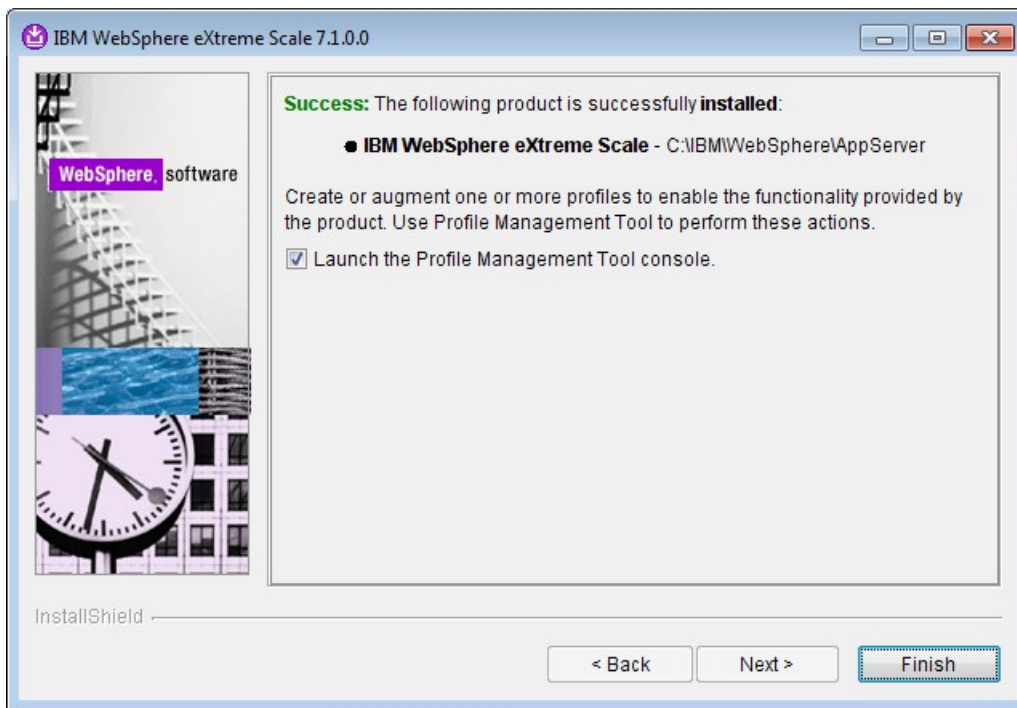 IBM WebSphere eXtreme Scale 7.1.0.0
WebSphere. software
Success: The following product is successfully installed:
● IBM WebSphere eXtreme Scale - C:\IBM\WebSphere\AppServer
Create or augment one or more profiles to enable the functionality provided by
the product. Use Profile Management Tool to perform these actions.
Launch the Profile Management Tool console.
InstallShield
< Back
Next >
Finish